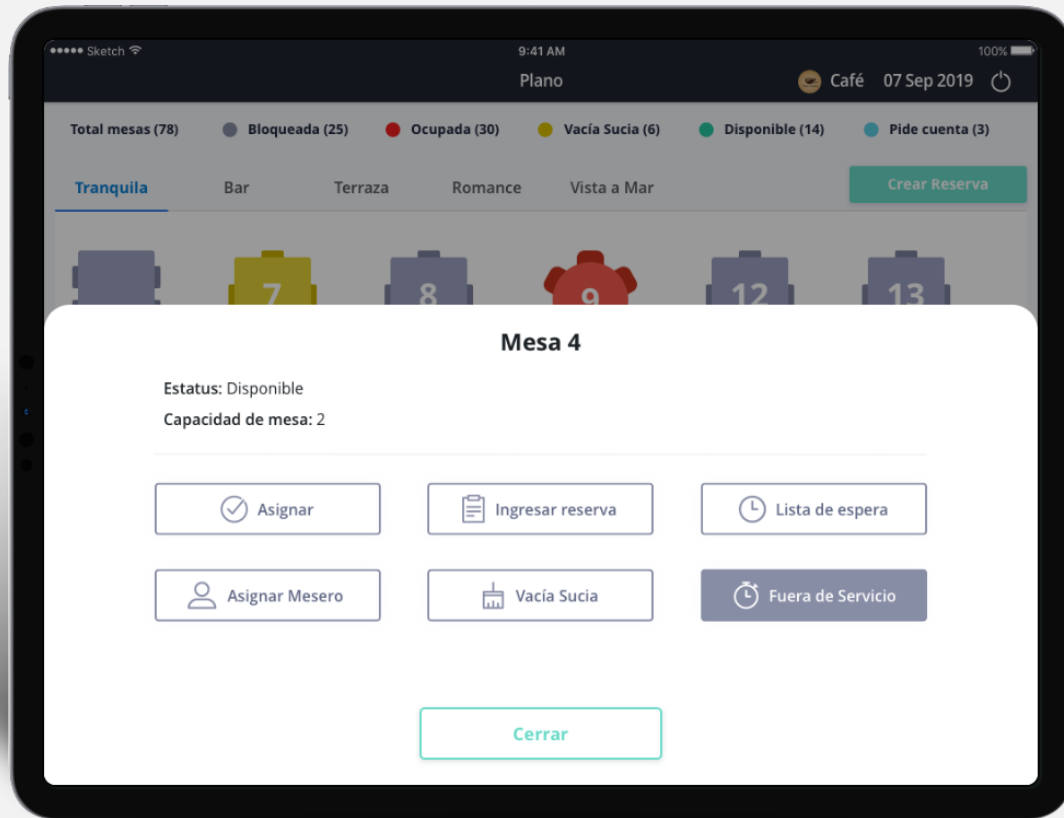 Sketch
9:41 AM
100%
Plano
Café 07 Sep 2019
Total mesas (78) Bloqueada (25) Ocupada (30) Vacía Sucia (6) Disponible (14) Pide cuenta (3)
Tranquila Bar Terraza Romance Vista a Mar Crear Reserva
7 8 9 12 13
Mesa 4
Estatus: Disponible
Capacidad de mesa: 2
Asignar Ingresar reserva Lista de espera
Asignar Mesero Vacía Sucia Fuera de Servicio
Cerrar